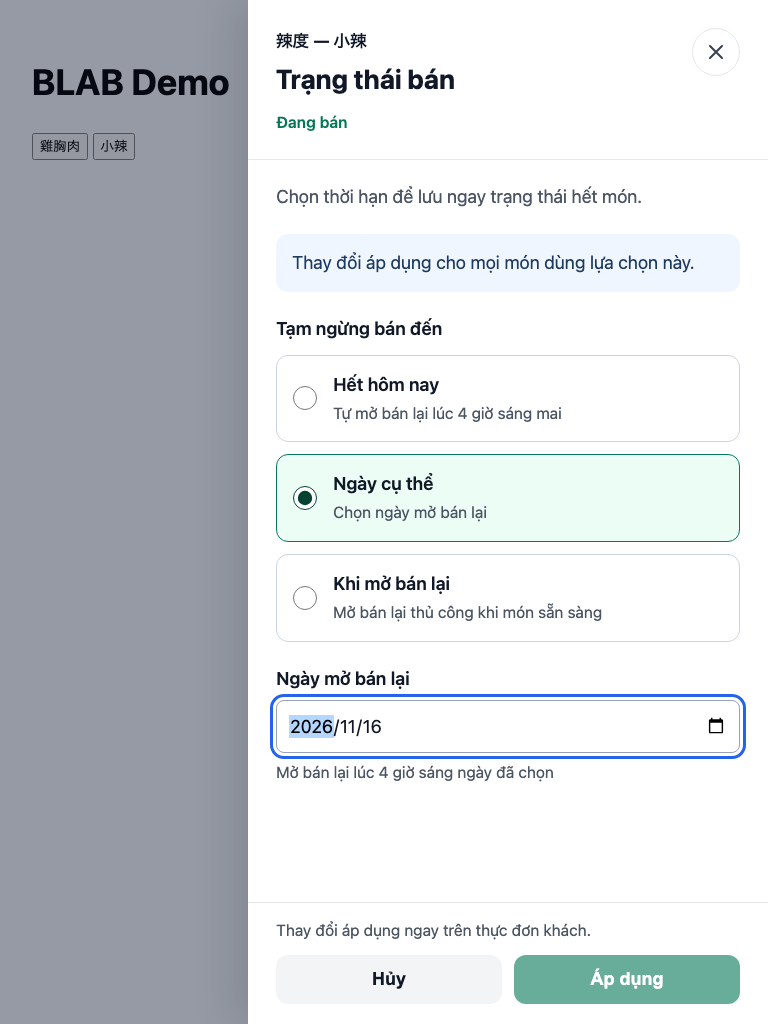 BLAB Demo
雞胸肉
小辣
辣度 — 小辣
Trạng thái bán
Đang bán
Chọn thời hạn để lưu ngay trạng thái hết món.
Thay đổi áp dụng cho mọi món dùng lựa chọn này.
Tạm ngừng bán đến
Hết hôm nay
Tự mở bán lại lúc 4 giờ sáng mai
Ngày cụ thể
Chọn ngày mở bán lại
Khi mở bán lại
Mở bán lại thủ công khi món sẵn sàng
Ngày mở bán lại
2026/11/16
Mở bán lại lúc 4 giờ sáng ngày đã chọn
Thay đổi áp dụng ngay trên thực đơn khách.
Hủy
Áp dụng